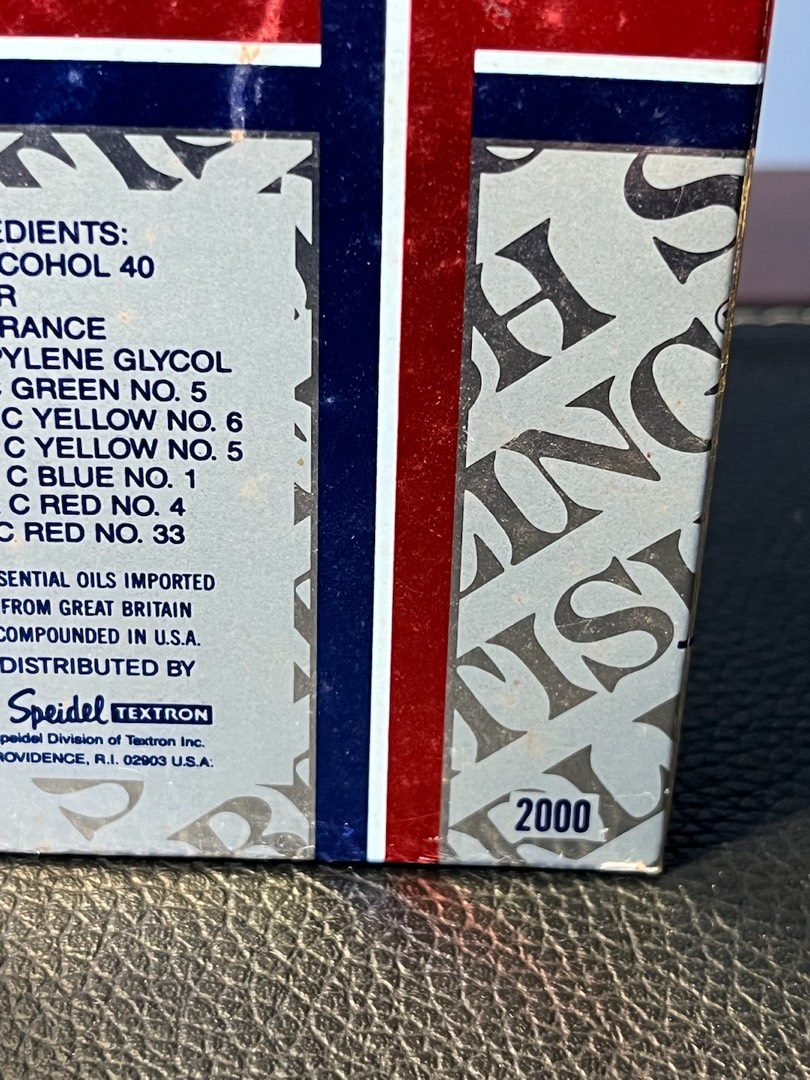 EDIENTS:
COHOL 40
R
RANCE
PYLENE GLYCOL
C GREEN NO. 5
C YELLOW NO. 6
C YELLOW NO. 5
C BLUE NO. 1
C RED NO. 4
C RED NO. 33
SENTIAL OILS IMPORTED
FROM GREAT BRITAIN
COMPOUNDED IN U.S.A.
DISTRIBUTED BY
Speidel TEXTRON
peidel Division of Textron Inc.
ROVIDENCE, R.I. 02903 U.S.A.
H S
LING
TISH
2000